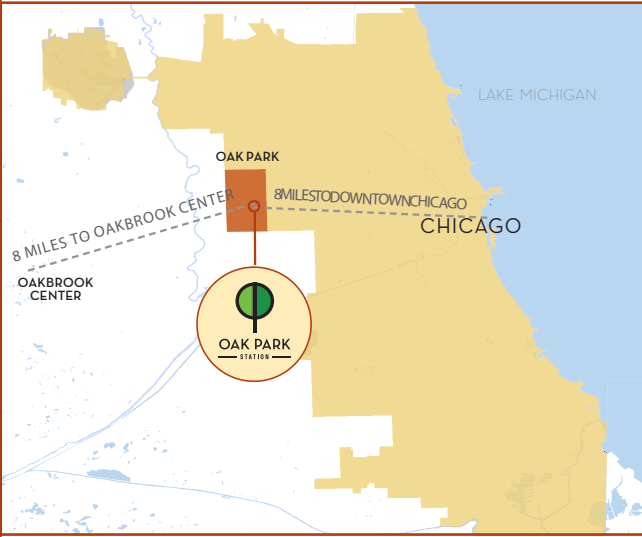 LAKE MICHIGAN
OAK PARK
8MILESTODOWNTOWNCHICAGO
8 MILES TO OAKBROOK CENTER
CHICAGO
OAKBROOK
CENTER
OAK PARK
STATION